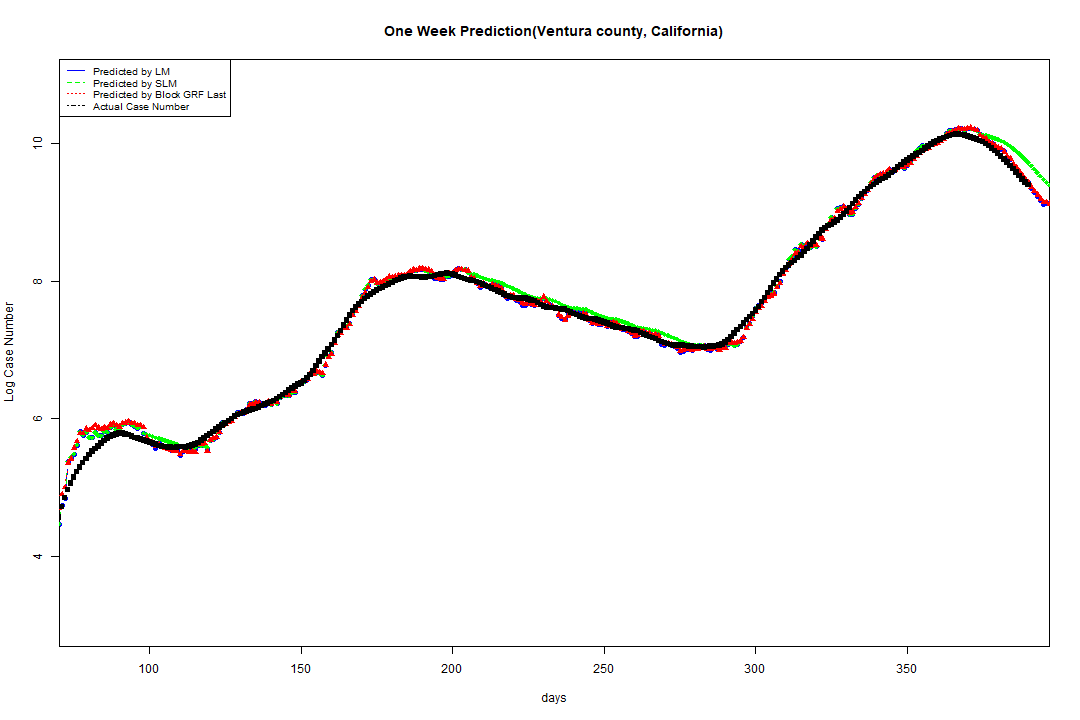 One Week Prediction(Ventura county, California)
Predicted by LM
Predicted by SLM
Predicted by Block GRF Last
Actual Case Number
10
8
6
4
Log Case Number
100 150 200 250 300 350
days